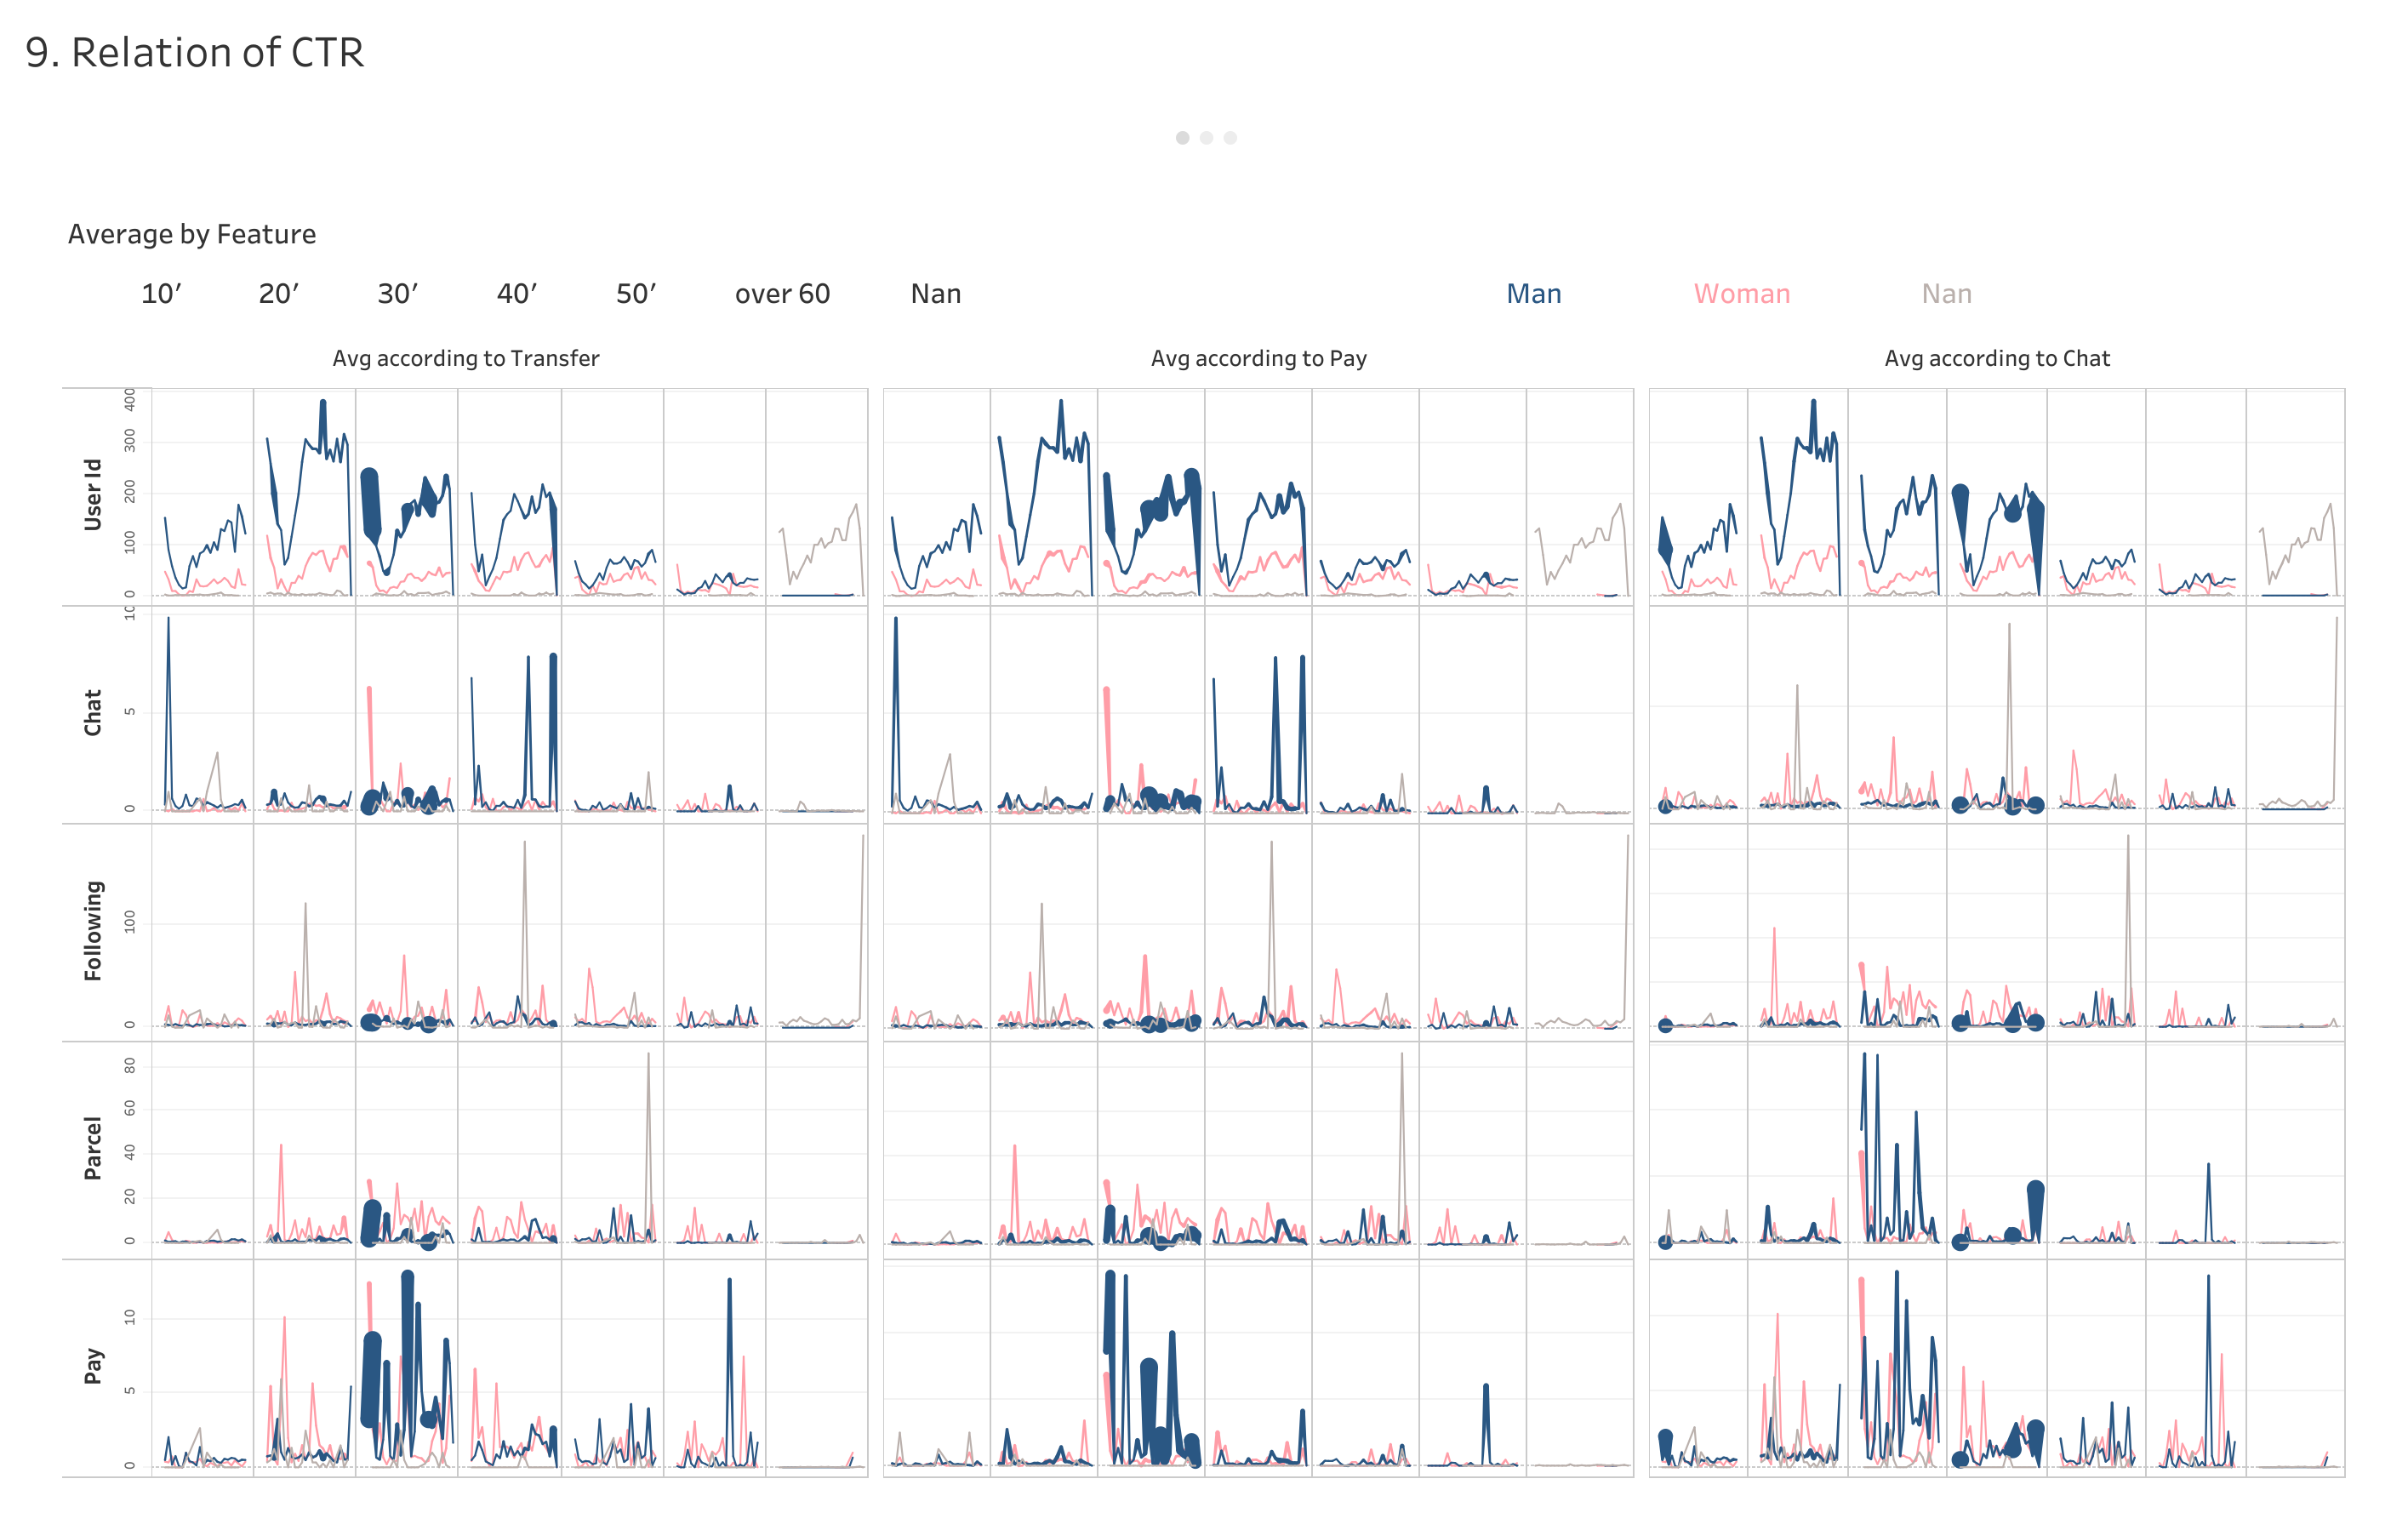 9. Relation of CTR
Average by Feature
10′ 20′ 30′ 40′ 50′ over 60 Nan Man Woman Nan
Avg according to Transfer Avg according to Pay Avg according to Chat
User Id
400
300
200
100
0
Chat
10
5
0
Following
100
0
Parcel
80
60
40
20
0
Pay
10
5
0